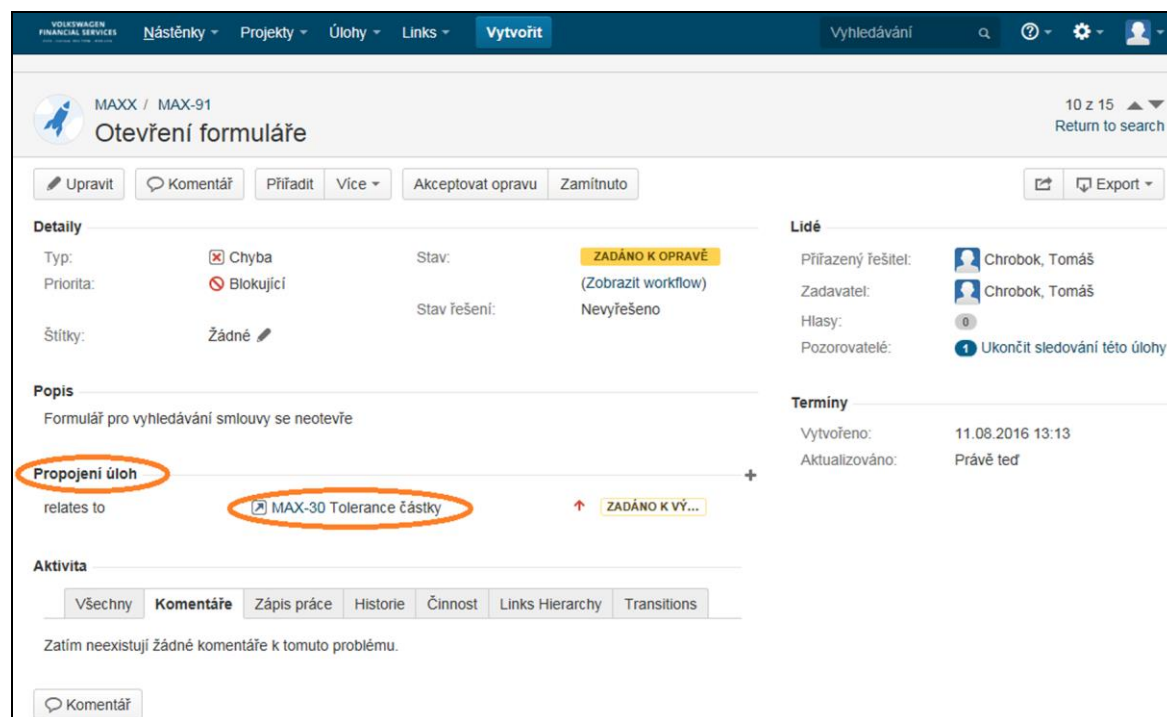 VOLKSWAGEN
FINANCIAL SERVICES
Nástěnky Projekty Úlohy Links Vytvořit Vyhledávání
MAXX / MAX-91
10 z 15
Otevření formuláře
Return to search
Upravit Komentář Přiřadit Více Akceptovat opravu Zamítnuto Export
Detaily
Typ: Chyba Stav: ZADÁNO K OPRAVĚ
Priorita: Blokující (Zobrazit workflow)
Stav řešení: Nevyřešeno
Štítky: Žádné
Lidé
Přiřazený řešitel: Chrobok, Tomáš
Zadavatel: Chrobok, Tomáš
Hlasy: 0
Pozorovatelé: 1 Ukončit sledování této úlohy
Popis
Formulář pro vyhledávání smlouvy se neotevře
Termíny
Vytvořeno: 11.08.2016 13:13
Aktualizováno: Právě teď
Propojení úloh
relates to MAX-30 Tolerance částky ZADÁNO K VÝ...
Aktivita
Všechny Komentáře Zápis práce Historie Činnost Links Hierarchy Transitions
Zatím neexistují žádné komentáře k tomuto problému.
Komentář